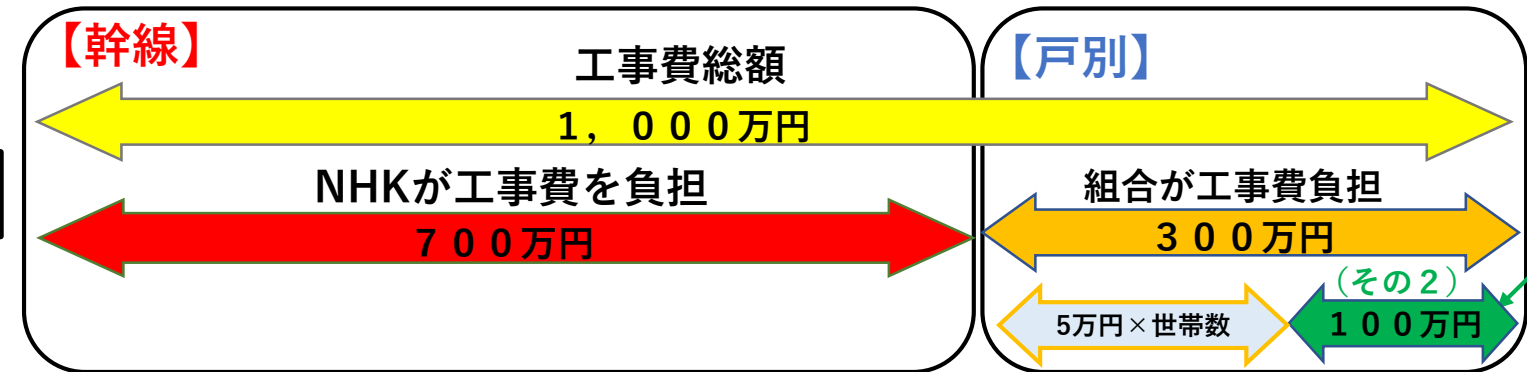 【幹線】
工事費総額
【戸別】
１，０００万円
NHKが工事費を負担
組合が工事費負担
７００万円
３００万円
（その２）
5万円×世帯数
１００万円